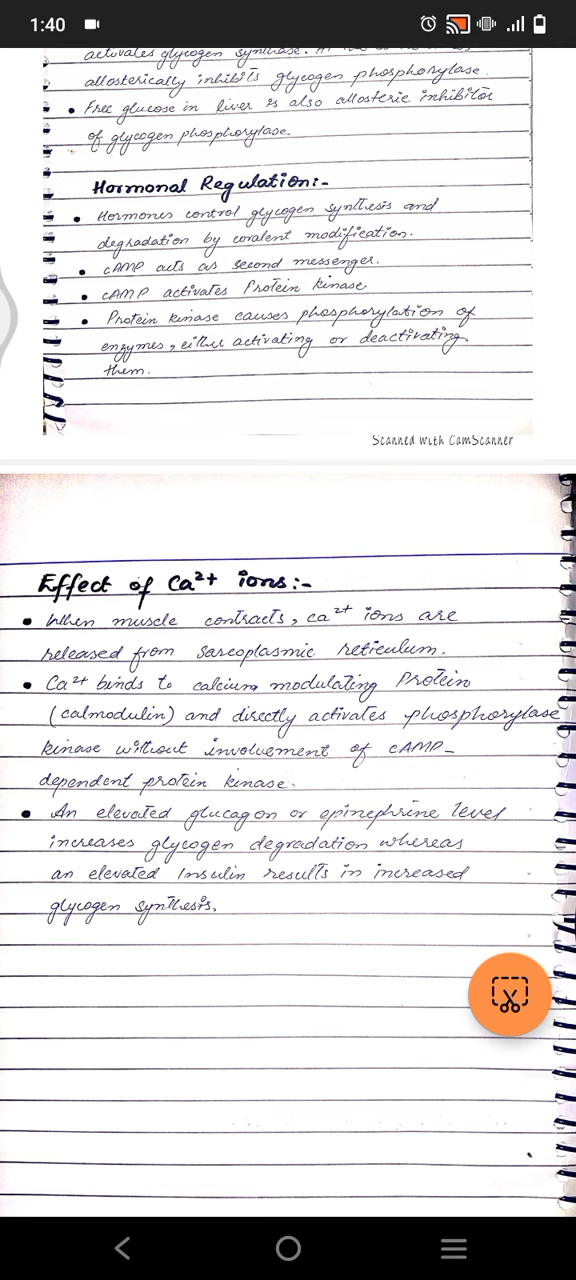 1:40
activates glycogen synthase.
allosterically inhibits glycogen phosphorylase.
• Free glucose in liver is also allosteric inhibitor
of glycogen phosphorylase.
Hormonal Regulation:-
• Hormones control glycogen synthesis and
degradation by covalent modification.
• cAMP acts as second messenger.
• cAMP activates Protein kinase.
• Protein kinase causes phosphorylation of
enzymes, either activating or deactivating
them.
Scanned with CamScanner
Effect of Ca²⁺ ions:-
• When muscle contracts, ca²⁺ ions are
released from sarcoplasmic reticulum.
• Ca²⁺ binds to calcium modulating Protein
(calmodulin) and directly activates phosphorylase
kinase without involvement of cAMP-
dependent protein kinase.
• An elevated glucagon or epinephrine level
increases glycogen degradation whereas
an elevated Insulin results in increased
glycogen synthesis.